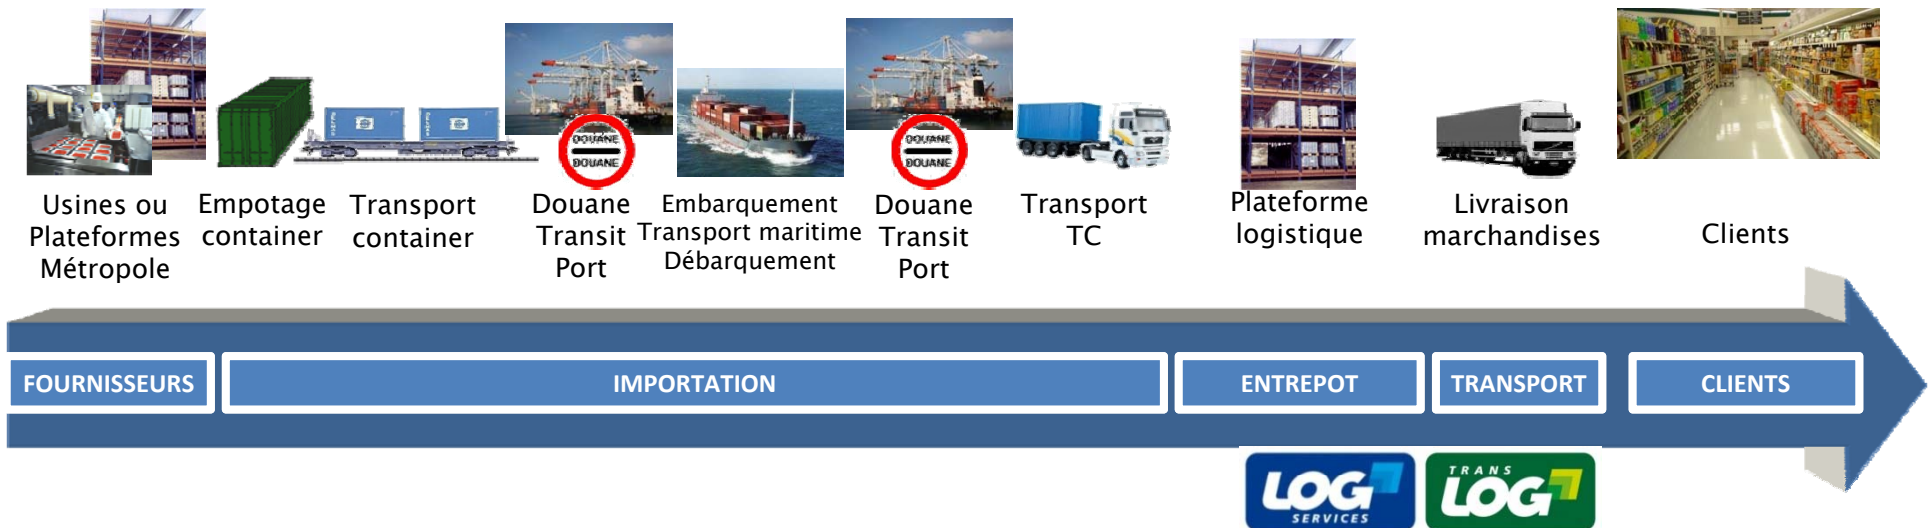 DOUANE
DOUANE
DOUANE
DOUANE
Usines ou
Plateformes
Métropole
Empotage
container
Transport
container
Douane
Transit
Port
Embarquement
Transport maritime
Débarquement
Douane
Transit
Port
Transport
TC
Plateforme
logistique
Livraison
marchandises
Clients
FOURNISSEURS
IMPORTATION
ENTREPOT
TRANSPORT
CLIENTS
LOG
SERVICES
TRANS
LOG